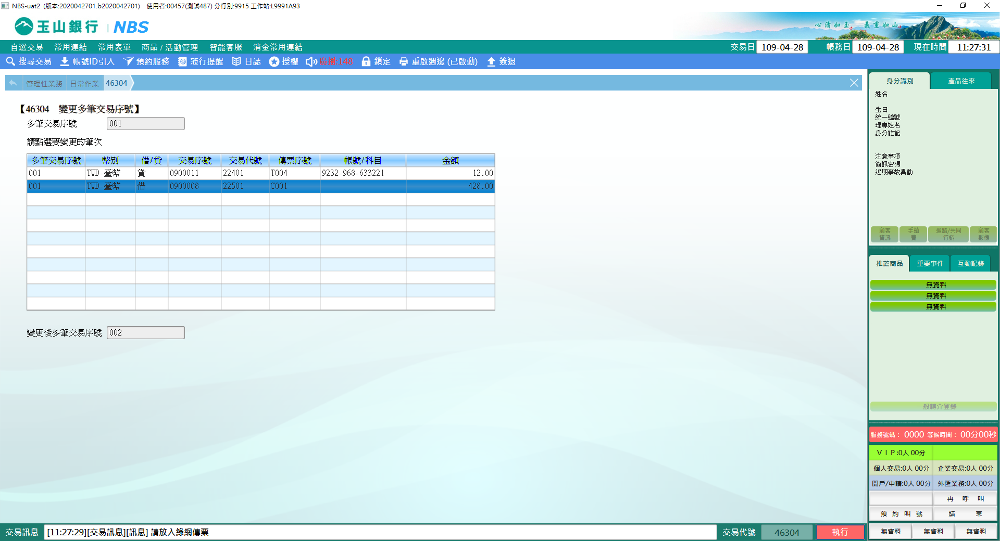 NBS-uat2 (版本:2020042701.b2020042701) 使用者:00457(測試487) 分行別:9915 工作站:L9991A93
玉山銀行 | NBS
心清如玉 義重如山
自選交易 常用連結 常用表單 商品 / 活動管理 智能客服 消金常用連結 交易日 109-04-28 帳務日 109-04-28 現在時間 11:27:31
搜尋交易 帳號ID引入 預約服務 蒞行提醒 日誌 授權 廣播:148 鎖定 重啟週邊 (已啟動) 簽退
管理性業務 日常作業 46304
【46304 變更多筆交易序號】
多筆交易序號 001
請點選要變更的筆次
多筆交易序號 幣別 借/貸 交易序號 交易代號 傳票序號 帳號/科目 金額
001 TWD-臺幣 貸 0900011 22401 T004 9232-968-633221 12.00
001 TWD-臺幣 借 0900008 22501 C001 428.00
變更後多筆交易序號 002
身分識別 產品往來
姓名
生日
統一編號
理專姓名
身分註記
注意事項
簡訊密碼
近期事故異動
顧客資訊 手續費 通路/共同行銷 顧客影像
推薦商品 重要事件 互動記錄
無資料
無資料
無資料
一般轉介登錄
服務號碼: 0000 等候時間: 00分00秒
VIP:0人 00分
個人交易:0人 00分 企業交易:0人 00分
開戶/申請:0人 00分 外匯業務:0人 00分
再 呼 叫
預 約 叫 號 結 束
交易訊息 [11:27:29][交易訊息][訊息] 請放入綠網傳票 交易代號 46304 執行 無資料 無資料 無資料